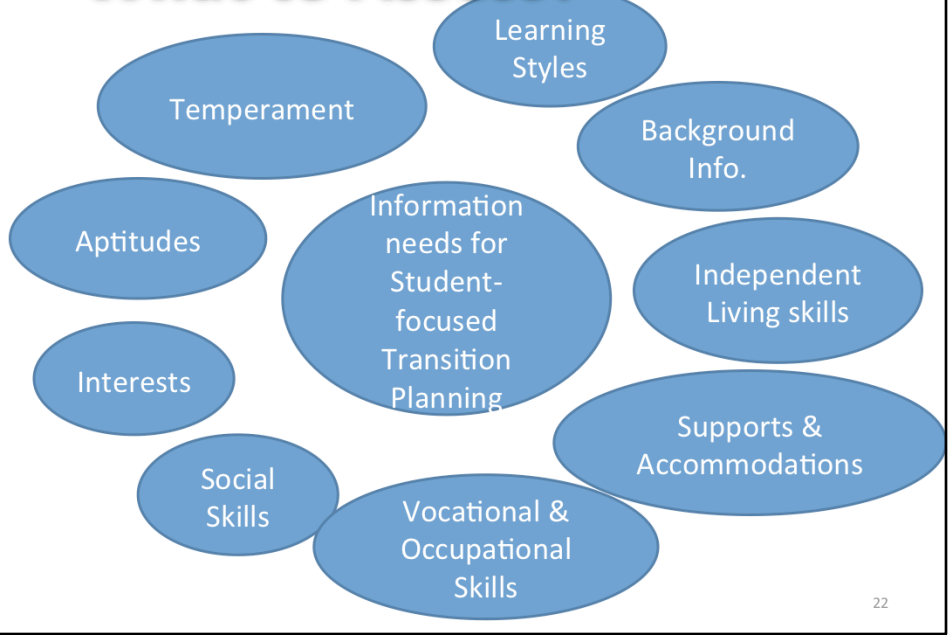 Learning
Styles
Temperament
Background
Info.
Information
needs for
Student-
focused
Transition
Planning
Aptitudes
Independent
Living skills
Interests
Supports &
Accommodations
Social
Skills
Vocational &
Occupational
Skills
22